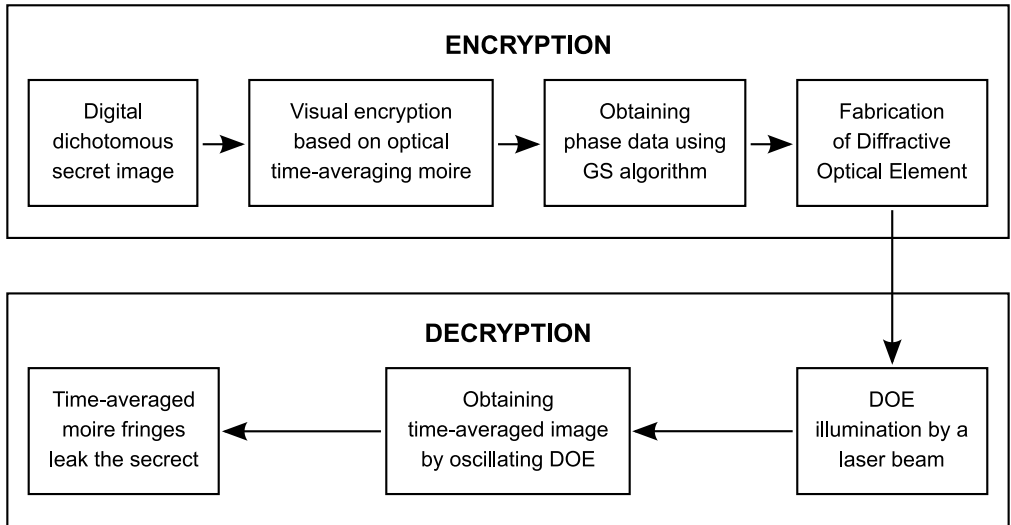 ENCRYPTION
Digital
dichotomous
secret image
Visual encryption
based on optical
time-averaging moire
Obtaining
phase data using
GS algorithm
Fabrication
of Diffractive
Optical Element
DECRYPTION
Time-averaged
moire fringes
leak the secrect
Obtaining
time-averaged image
by oscillating DOE
DOE
illumination by a
laser beam